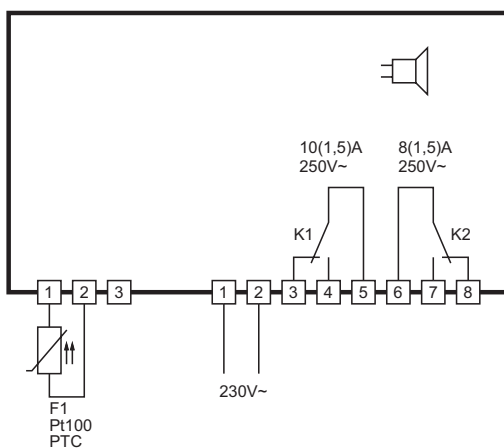 10(1,5)A 8(1,5)A
250V~ 250V~
K1 K2
1 2 3 1 2 3 4 5 6 7 8
230V~
F1
Pt100
PTC